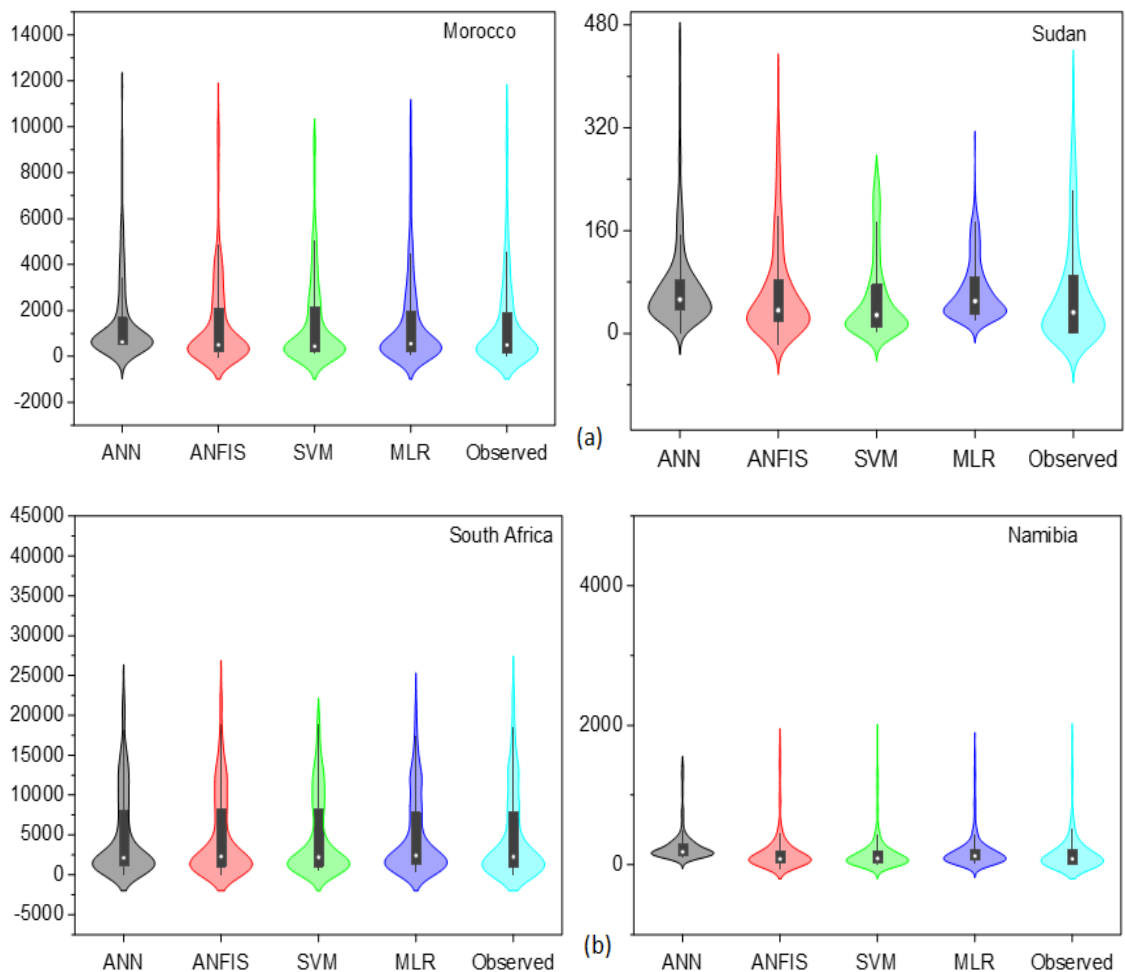 Morocco
14000
12000
10000
8000
6000
4000
2000
0
-2000
ANN ANFIS SVM MLR Observed
Sudan
480
320
160
0
ANN ANFIS SVM MLR Observed
(a)
South Africa
45000
40000
35000
30000
25000
20000
15000
10000
5000
0
-5000
ANN ANFIS SVM MLR Observed
Namibia
4000
2000
0
ANN ANFIS SVM MLR Observed
(b)